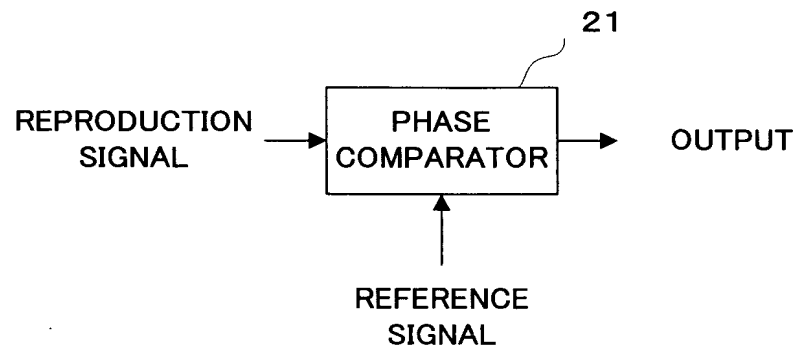 21
REPRODUCTION
SIGNAL
PHASE
COMPARATOR
OUTPUT
REFERENCE
SIGNAL